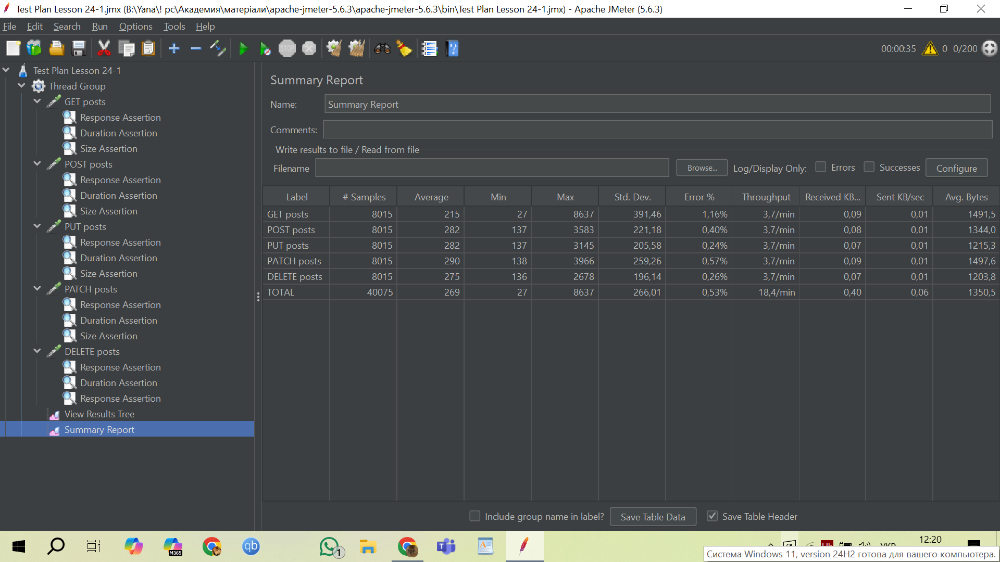 Test Plan Lesson 24-1.jmx (B:\Yana\! pc\Академия\матеріали\apache-jmeter-5.6.3\apache-jmeter-5.6.3\bin\Test Plan Lesson 24-1.jmx) - Apache JMeter (5.6.3)
File Edit Search Run Options Tools Help
STOP 00:00:35 0 0/200
Test Plan Lesson 24-1
Thread Group
GET posts
Response Assertion
Duration Assertion
Size Assertion
POST posts
Response Assertion
Duration Assertion
Size Assertion
PUT posts
Response Assertion
Duration Assertion
Size Assertion
PATCH posts
Response Assertion
Duration Assertion
Size Assertion
DELETE posts
Response Assertion
Duration Assertion
Response Assertion
View Results Tree
Summary Report
Summary Report
Name: Summary Report
Comments:
Write results to file / Read from file
Filename Browse... Log/Display Only: Errors Successes Configure
Label # Samples Average Min Max Std. Dev. Error % Throughput Received KB... Sent KB/sec Avg. Bytes
GET posts 8015 215 27 8637 391,46 1,16% 3,7/min 0,09 0,01 1491,5
POST posts 8015 282 137 3583 221,18 0,40% 3,7/min 0,08 0,01 1344,0
PUT posts 8015 282 137 3145 205,58 0,24% 3,7/min 0,07 0,01 1215,3
PATCH posts 8015 290 138 3966 259,26 0,57% 3,7/min 0,09 0,01 1497,6
DELETE posts 8015 275 136 2678 196,14 0,26% 3,7/min 0,07 0,01 1203,8
TOTAL 40075 269 27 8637 266,01 0,53% 18,4/min 0,40 0,06 1350,5
Include group name in label? Save Table Data Save Table Header
M365 qb 1 12:20
Система Windows 11, version 24H2 готова для вашего компьютера.